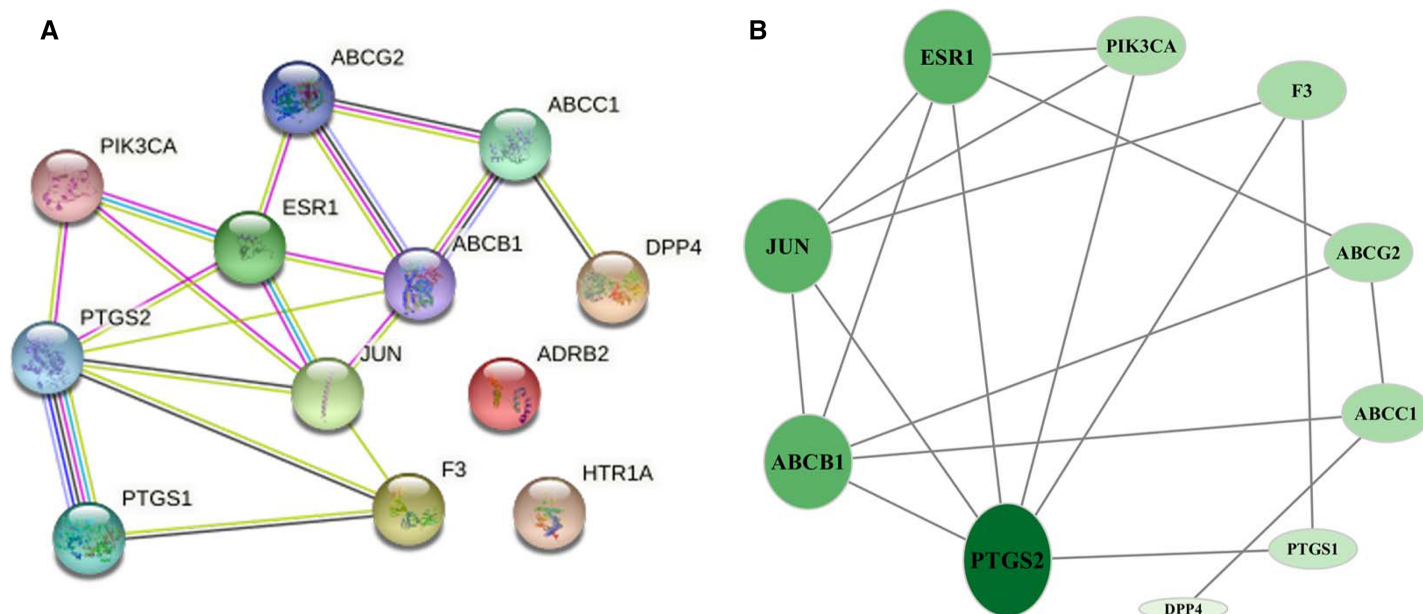 A
ABCG2
ABCC1
PIK3CA
ESR1
ABCB1
DPP4
PTGS2
JUN
ADRB2
F3
HTR1A
PTGS1
B
ESR1
PIK3CA
F3
JUN
ABCG2
ABCC1
ABCB1
PTGS2
PTGS1
DPP4